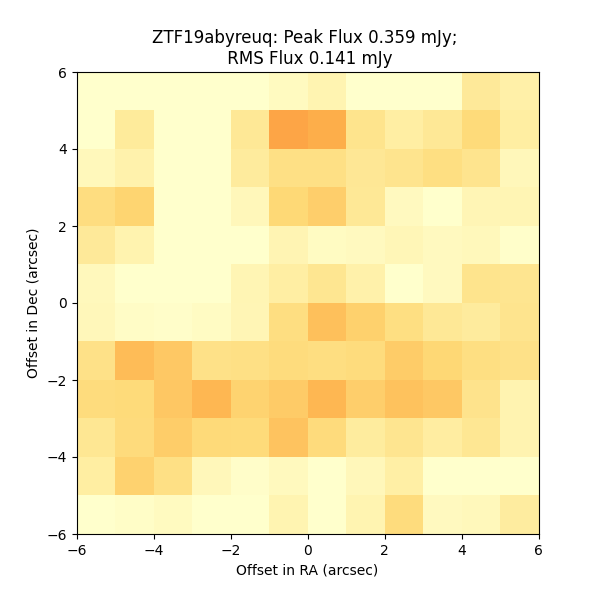 ZTF19abyreuq: Peak Flux 0.359 mJy;
RMS Flux 0.141 mJy
6
4
2
0
−2
−4
−6
Offset in Dec (arcsec)
−6 −4 −2 0 2 4 6
Offset in RA (arcsec)